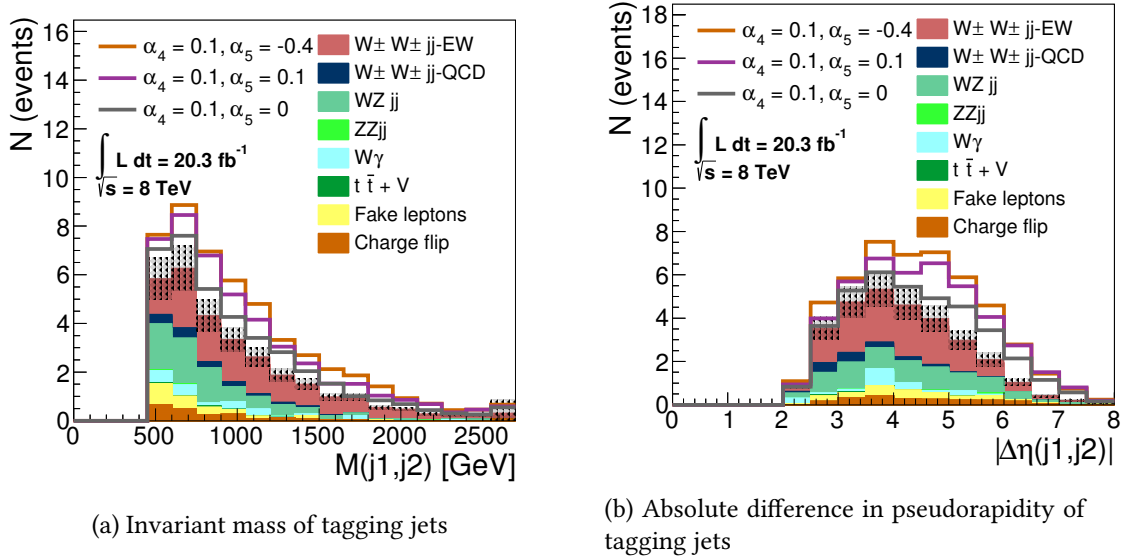 N (events)
16
14
12
10
8
6
4
2
0
α₄ = 0.1, α₅ = -0.4
α₄ = 0.1, α₅ = 0.1
α₄ = 0.1, α₅ = 0
∫ L dt = 20.3 fb⁻¹
√s = 8 TeV
W± W± jj-EW
W± W± jj-QCD
WZ jj
ZZjj
Wγ
t t̄ + V
Fake leptons
Charge flip
0 500 1000 1500 2000 2500
M(j1,j2) [GeV]
(a) Invariant mass of tagging jets
N (events)
18
16
14
12
10
8
6
4
2
0
α₄ = 0.1, α₅ = -0.4
α₄ = 0.1, α₅ = 0.1
α₄ = 0.1, α₅ = 0
∫ L dt = 20.3 fb⁻¹
√s = 8 TeV
W± W± jj-EW
W± W± jj-QCD
WZ jj
ZZjj
Wγ
t t̄ + V
Fake leptons
Charge flip
0 1 2 3 4 5 6 7 8
|Δη(j1,j2)|
(b) Absolute difference in pseudorapidity of
tagging jets